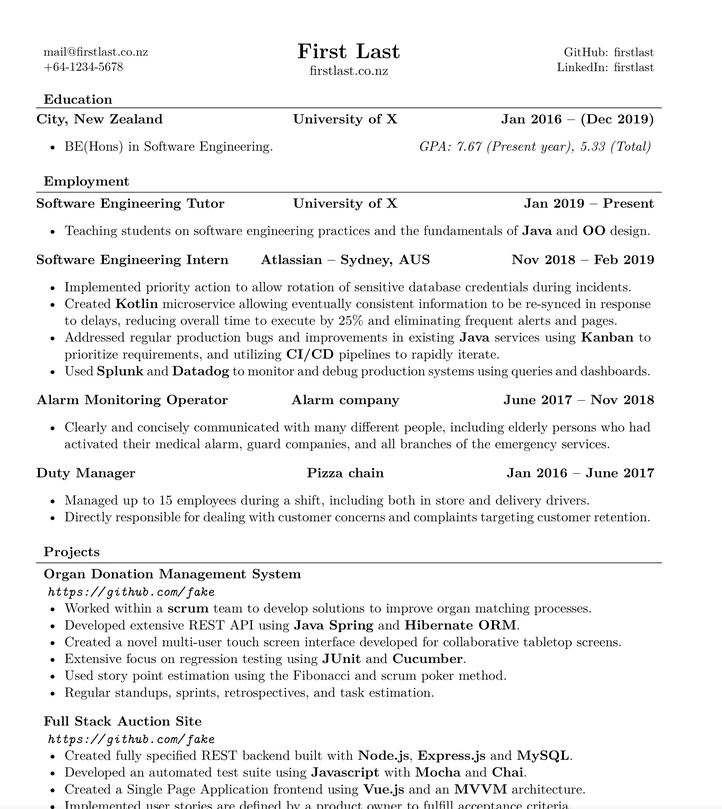 mail@firstlast.co.nz First Last GitHub: firstlast
+64-1234-5678 firstlast.co.nz LinkedIn: firstlast
Education
City, New Zealand University of X Jan 2016 – (Dec 2019)
• BE(Hons) in Software Engineering. GPA: 7.67 (Present year), 5.33 (Total)
Employment
Software Engineering Tutor University of X Jan 2019 – Present
• Teaching students on software engineering practices and the fundamentals of Java and OO design.
Software Engineering Intern Atlassian – Sydney, AUS Nov 2018 – Feb 2019
• Implemented priority action to allow rotation of sensitive database credentials during incidents.
• Created Kotlin microservice allowing eventually consistent information to be re-synced in response
to delays, reducing overall time to execute by 25% and eliminating frequent alerts and pages.
• Addressed regular production bugs and improvements in existing Java services using Kanban to
prioritize requirements, and utilizing CI/CD pipelines to rapidly iterate.
• Used Splunk and Datadog to monitor and debug production systems using queries and dashboards.
Alarm Monitoring Operator Alarm company June 2017 – Nov 2018
• Clearly and concisely communicated with many different people, including elderly persons who had
activated their medical alarm, guard companies, and all branches of the emergency services.
Duty Manager Pizza chain Jan 2016 – June 2017
• Managed up to 15 employees during a shift, including both in store and delivery drivers.
• Directly responsible for dealing with customer concerns and complaints targeting customer retention.
Projects
Organ Donation Management System
https://github.com/fake
• Worked within a scrum team to develop solutions to improve organ matching processes.
• Developed extensive REST API using Java Spring and Hibernate ORM.
• Created a novel multi-user touch screen interface developed for collaborative tabletop screens.
• Extensive focus on regression testing using JUnit and Cucumber.
• Used story point estimation using the Fibonacci and scrum poker method.
• Regular standups, sprints, retrospectives, and task estimation.
Full Stack Auction Site
https://github.com/fake
• Created fully specified REST backend built with Node.js, Express.js and MySQL.
• Developed an automated test suite using Javascript with Mocha and Chai.
• Created a Single Page Application frontend using Vue.js and an MVVM architecture.
• Implemented user stories are defined by a product owner to fulfill acceptance criteria.